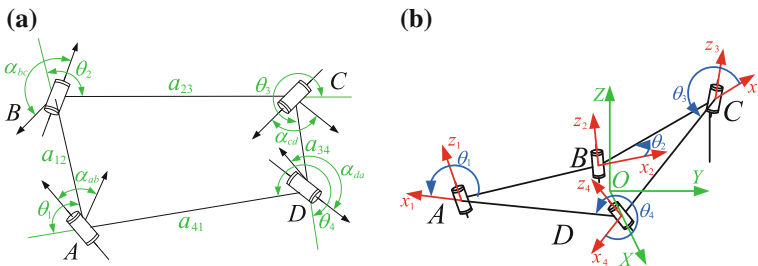 (a)
α_bc
θ_2
B
a_23
θ_3
C
α_cd
a_34
a_12
α_ab
θ_1
A
a_41
D
θ_4
α_da
(b)
z_3
x
C
θ_3
Z
z_2
B
θ_2
x_2
z_1
θ_1
x_1
A
z_4
O
Y
θ_4
D
x_4
X